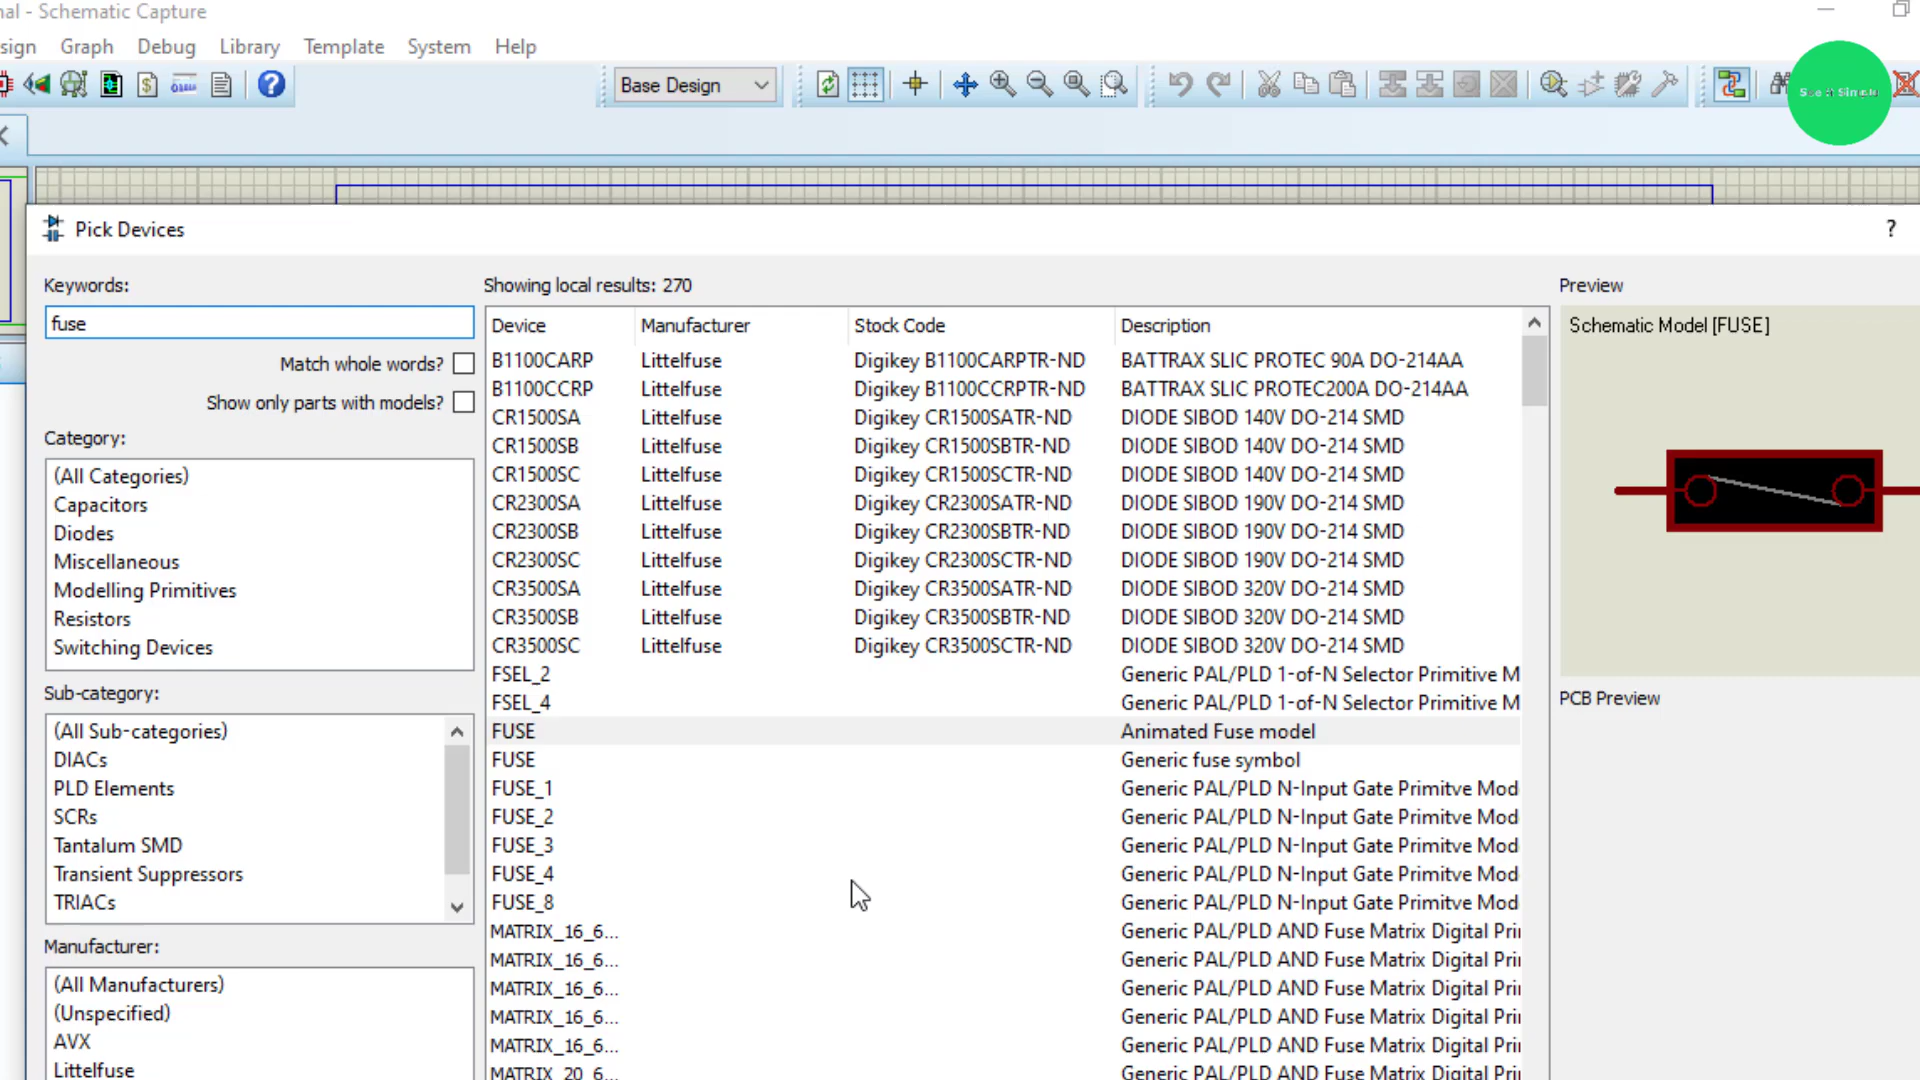 nal - Schematic Capture
sign Graph Debug Library Template System Help
Base Design
See it Simple
Pick Devices
?
Keywords:
fuse
Match whole words?
Show only parts with models?
Category:
(All Categories)
Capacitors
Diodes
Miscellaneous
Modelling Primitives
Resistors
Switching Devices
Sub-category:
(All Sub-categories)
DIACs
PLD Elements
SCRs
Tantalum SMD
Transient Suppressors
TRIACs
Manufacturer:
(All Manufacturers)
(Unspecified)
AVX
Littelfuse
Showing local results: 270
Device Manufacturer Stock Code Description
B1100CARP Littelfuse Digikey B1100CARPTR-ND BATTRAX SLIC PROTEC 90A DO-214AA
B1100CCRP Littelfuse Digikey B1100CCRPTR-ND BATTRAX SLIC PROTEC200A DO-214AA
CR1500SA Littelfuse Digikey CR1500SATR-ND DIODE SIBOD 140V DO-214 SMD
CR1500SB Littelfuse Digikey CR1500SBTR-ND DIODE SIBOD 140V DO-214 SMD
CR1500SC Littelfuse Digikey CR1500SCTR-ND DIODE SIBOD 140V DO-214 SMD
CR2300SA Littelfuse Digikey CR2300SATR-ND DIODE SIBOD 190V DO-214 SMD
CR2300SB Littelfuse Digikey CR2300SBTR-ND DIODE SIBOD 190V DO-214 SMD
CR2300SC Littelfuse Digikey CR2300SCTR-ND DIODE SIBOD 190V DO-214 SMD
CR3500SA Littelfuse Digikey CR3500SATR-ND DIODE SIBOD 320V DO-214 SMD
CR3500SB Littelfuse Digikey CR3500SBTR-ND DIODE SIBOD 320V DO-214 SMD
CR3500SC Littelfuse Digikey CR3500SCTR-ND DIODE SIBOD 320V DO-214 SMD
FSEL_2 Generic PAL/PLD 1-of-N Selector Primitive M
FSEL_4 Generic PAL/PLD 1-of-N Selector Primitive M
FUSE Animated Fuse model
FUSE Generic fuse symbol
FUSE_1 Generic PAL/PLD N-Input Gate Primitve Mod
FUSE_2 Generic PAL/PLD N-Input Gate Primitve Mod
FUSE_3 Generic PAL/PLD N-Input Gate Primitve Mod
FUSE_4 Generic PAL/PLD N-Input Gate Primitve Mod
FUSE_8 Generic PAL/PLD N-Input Gate Primitve Mod
MATRIX_16_6... Generic PAL/PLD AND Fuse Matrix Digital Pri
MATRIX_16_6... Generic PAL/PLD AND Fuse Matrix Digital Pri
MATRIX_16_6... Generic PAL/PLD AND Fuse Matrix Digital Pri
MATRIX_16_6... Generic PAL/PLD AND Fuse Matrix Digital Pri
MATRIX_16_6... Generic PAL/PLD AND Fuse Matrix Digital Pri
MATRIX_20_6... Generic PAL/PLD AND Fuse Matrix Digital Pri
Preview
Schematic Model [FUSE]
PCB Preview